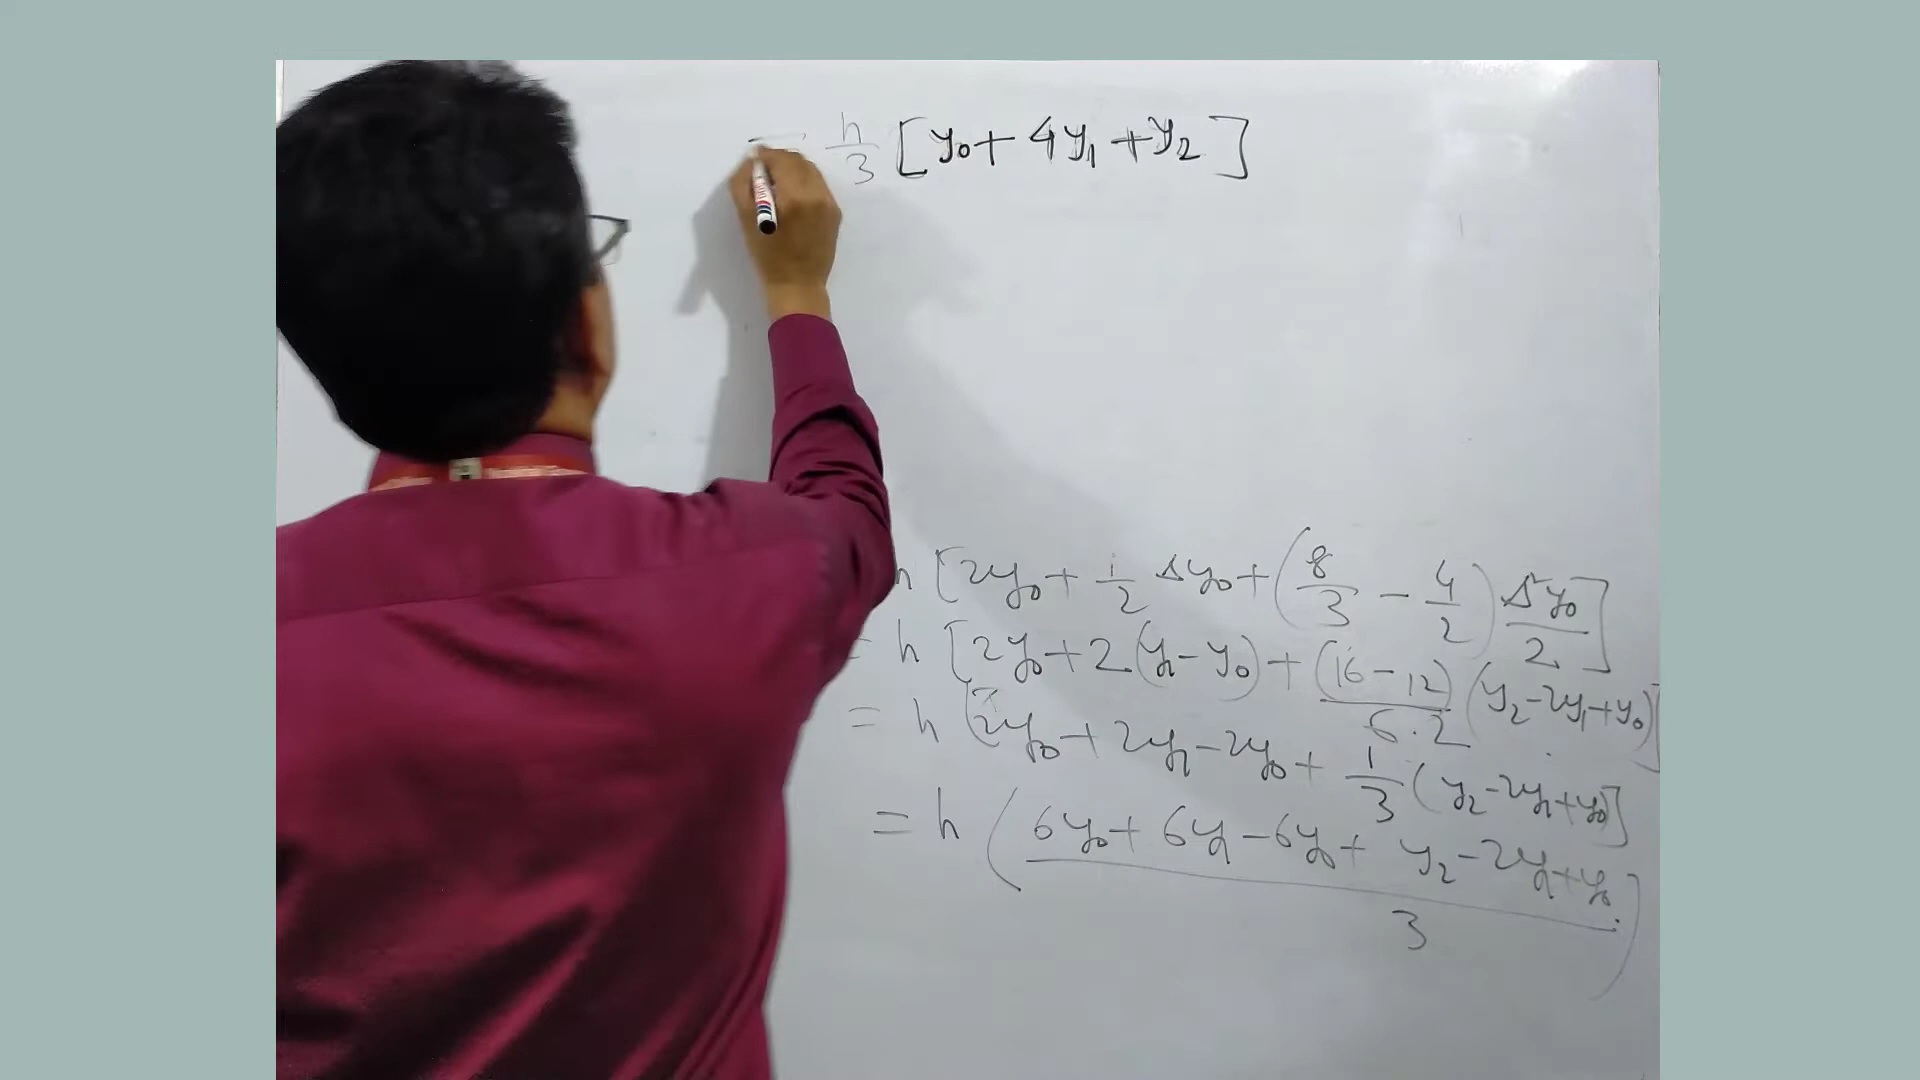 = h/3 [y₀ + 4y₁ + y₂]
h [2y₀ + 1/2 Δy₀ + (8/3 − 4/2) Δ²y₀/2]
= h [2y₀ + 2(y₁ − y₀) + (16 − 12)/6.2 (y₂ − 2y₁ + y₀)]
= h [2y₀ + 2y₁ − 2y₀ + 1/3 (y₂ − 2y₁ + y₀)]
= h (6y₀ + 6y₁ − 6y₀ + y₂ − 2y₁ + y₀ / 3)